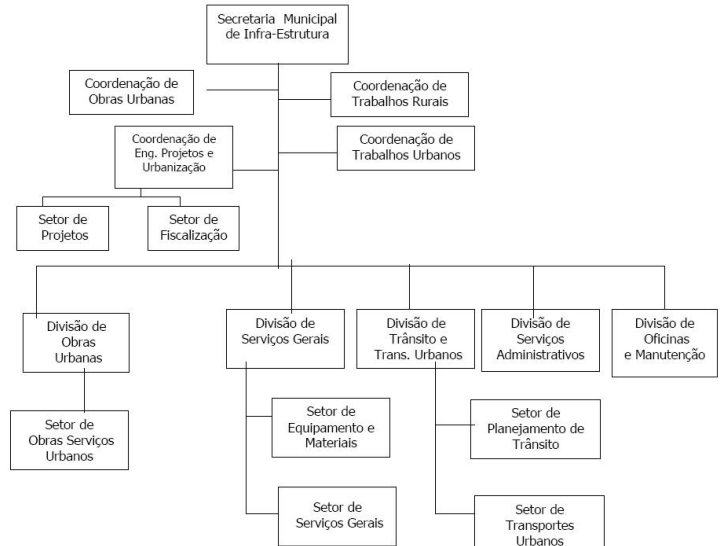 Secretaria Municipal
de Infra-Estrutura
Coordenação de
Obras Urbanas
Coordenação de
Trabalhos Rurais
Coordenação de
Eng. Projetos e
Urbanização
Coordenação de
Trabalhos Urbanos
Setor de
Projetos
Setor de
Fiscalização
Divisão de
Obras
Urbanas
Divisão de
Serviços Gerais
Divisão de
Trânsito e
Trans. Urbanos
Divisão de
Serviços
Administrativos
Divisão de
Oficinas
e Manutenção
Setor de
Obras Serviços
Urbanos
Setor de
Equipamento e
Materiais
Setor de
Planejamento de
Trânsito
Setor de
Serviços Gerais
Setor de
Transportes
Urbanos